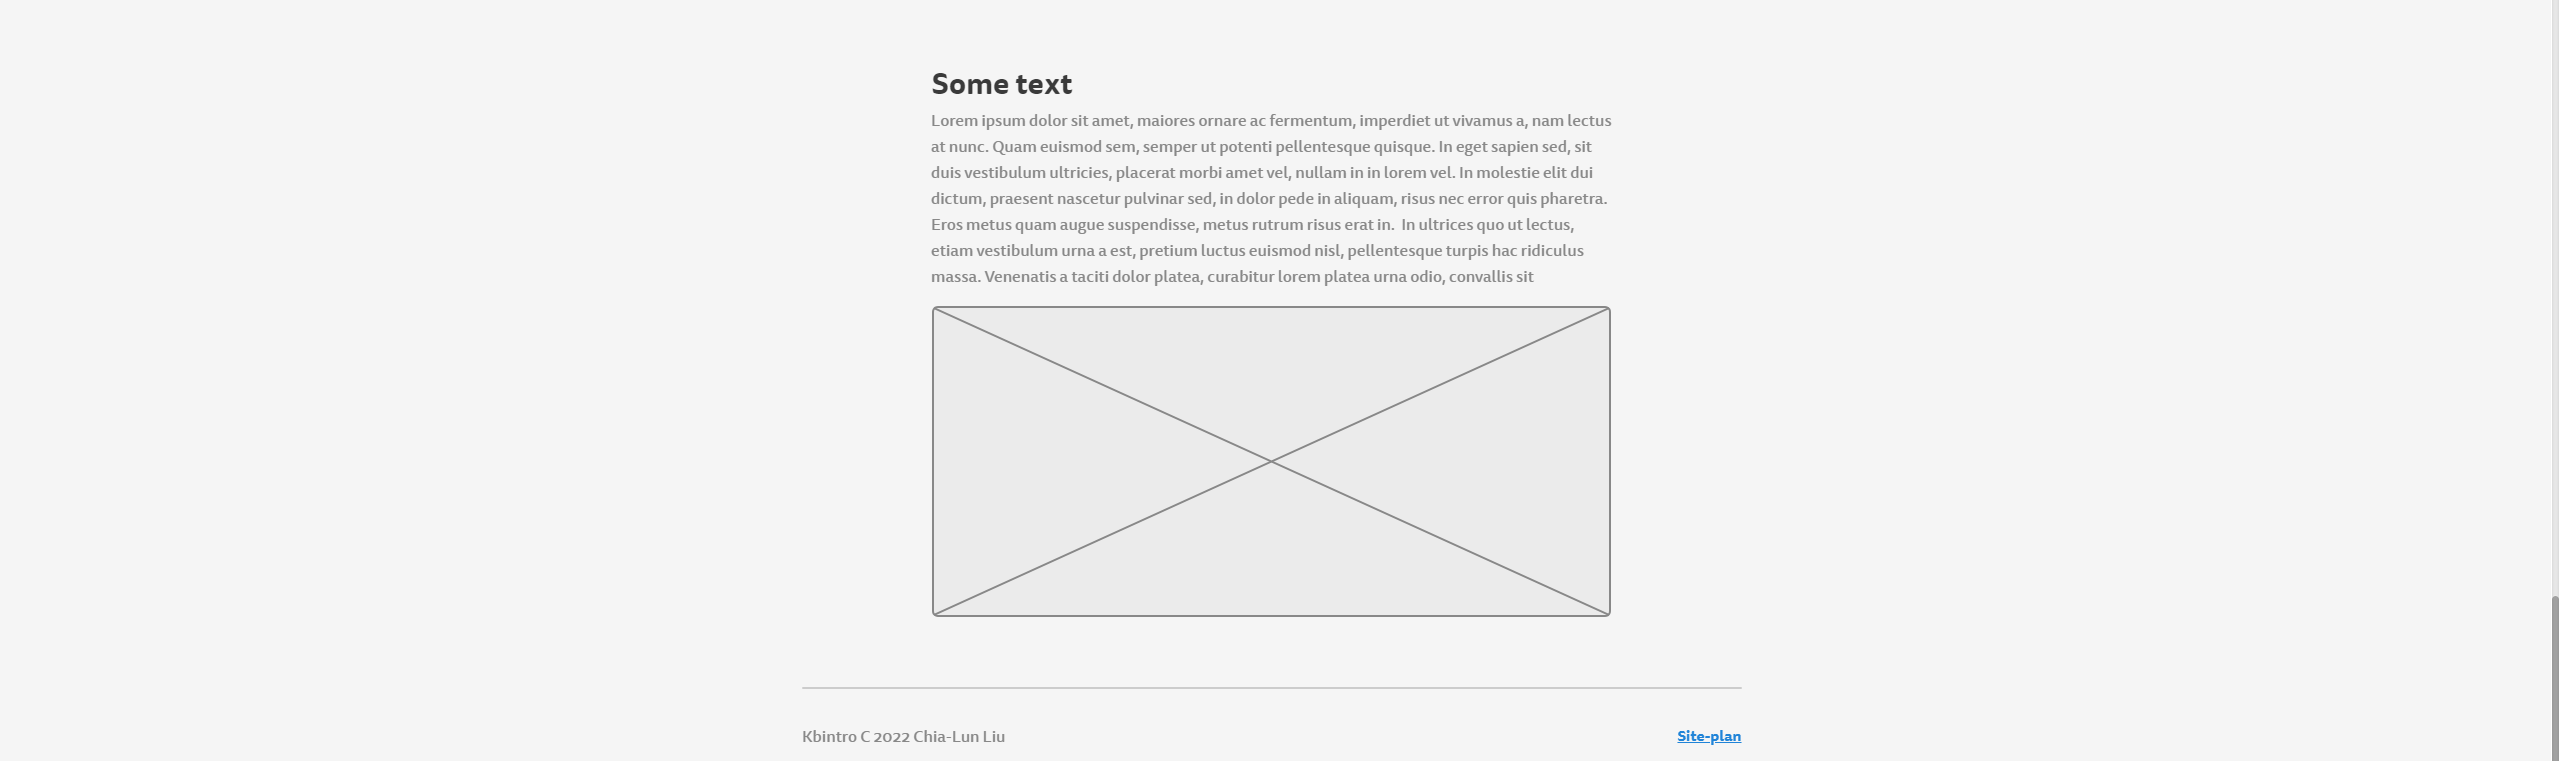 Some text
Lorem ipsum dolor sit amet, maiores ornare ac fermentum, imperdiet ut vivamus a, nam lectus
at nunc. Quam euismod sem, semper ut potenti pellentesque quisque. In eget sapien sed, sit
duis vestibulum ultricies, placerat morbi amet vel, nullam in in lorem vel. In molestie elit dui
dictum, praesent nascetur pulvinar sed, in dolor pede in aliquam, risus nec error quis pharetra.
Eros metus quam augue suspendisse, metus rutrum risus erat in.  In ultrices quo ut lectus,
etiam vestibulum urna a est, pretium luctus euismod nisl, pellentesque turpis hac ridiculus
massa. Venenatis a taciti dolor platea, curabitur lorem platea urna odio, convallis sit
Kbintro C 2022 Chia-Lun Liu
Site-plan